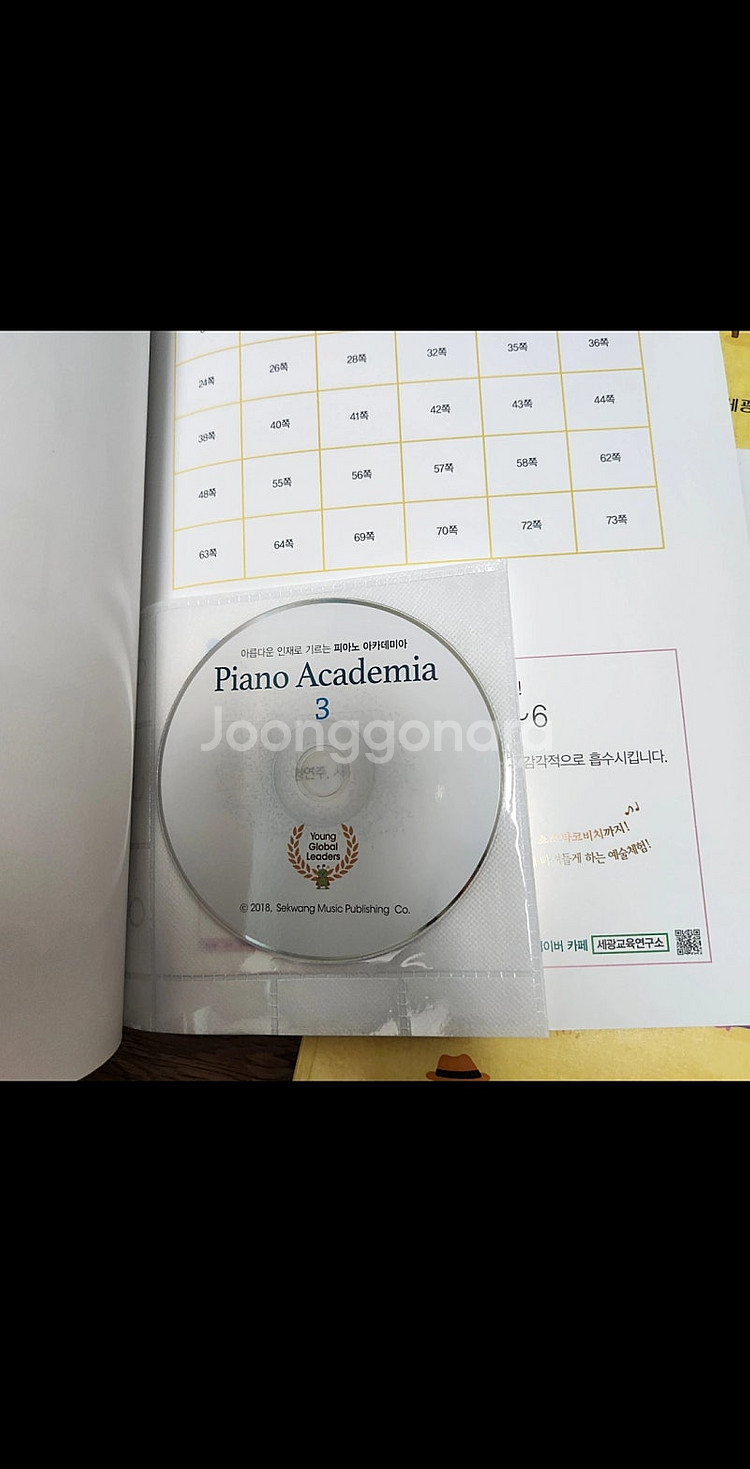 24쪽 26쪽 28쪽 32쪽 35쪽 36쪽
38쪽 40쪽 41쪽 42쪽 43쪽 44쪽
48쪽 55쪽 56쪽 57쪽 58쪽 62쪽
63쪽 64쪽 69쪽 70쪽 72쪽 73쪽
아름다운 인재로 기르는 피아노 아카데미아
Piano Academia
3
Joonggonara
Young
Global
Leaders
© 2018, Sekwang Music Publishing Co.
!
~6
감각적으로 흡수시킵니다.
까지!
하는 예술체험!
카페 세광교육연구소